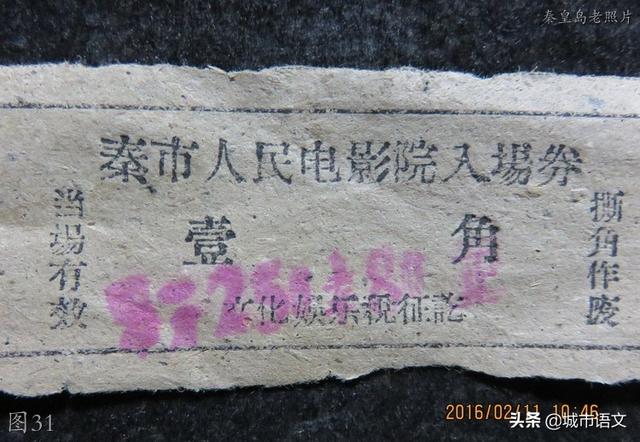 秦皇岛老照片
秦市人民电影院入場券
壹 角
文化娱乐税征訖
当場有效
撕角作废
图31
2016/02/11 10:46
头条 @城市语文